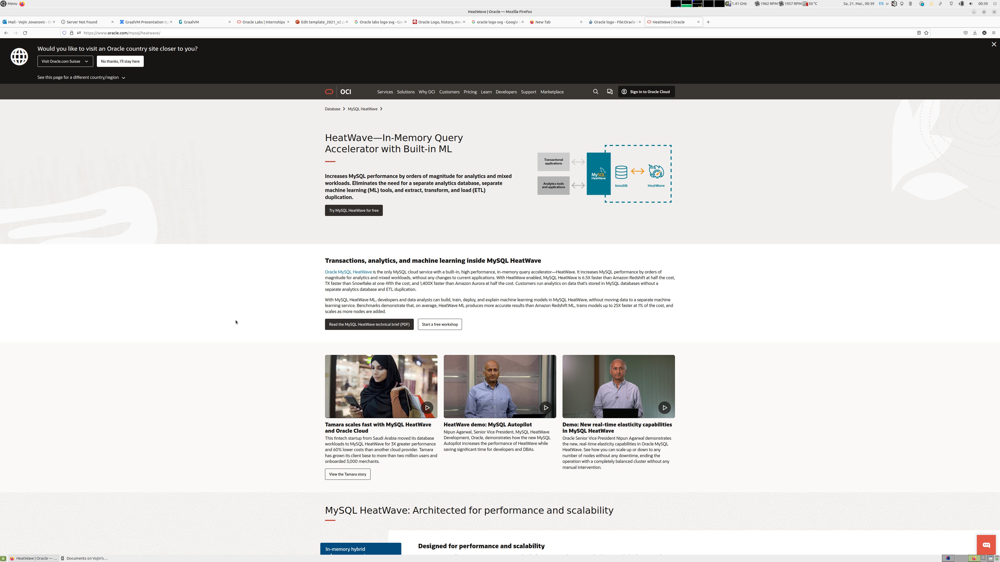 Menu
1.41 GHz
1962 RPM
1957 RPM
50 °C
Sa, 21. Mai., 00:39
EN
sr
00:39
HeatWave | Oracle — Mozilla Firefox
Mail - Vojin Jovanovic - O
Server Not Found
GraalVM Presentation ty
GraalVM
Oracle Labs | Internships
Edit template_2021_v2.p
Oracle labs logo svg - Go
Oracle Logo, history, me
oracle logo svg - Google
New Tab
Oracle logo - File:Oracle
HeatWave | Oracle
https://www.oracle.com/mysql/heatwave/
Would you like to visit an Oracle country site closer to you?
Visit Oracle.com Suisse
No thanks, I'll stay here
See this page for a different country/region
OCI
Services
Solutions
Why OCI
Customers
Pricing
Learn
Developers
Support
Marketplace
Sign in to Oracle Cloud
Database
MySQL HeatWave
HeatWave—In-Memory Query
Accelerator with Built-in ML
Increases MySQL performance by orders of magnitude for analytics and mixed
workloads. Eliminates the need for a separate analytics database, separate
machine learning (ML) tools, and extract, transform, and load (ETL)
duplication.
Try MySQL HeatWave for free
Transactional
applications
Analytics tools
and applications
MySQL
HeatWave
InnoDB
HeatWave
Transactions, analytics, and machine learning inside MySQL HeatWave
Oracle MySQL HeatWave is the only MySQL cloud service with a built-in, high performance, in-memory query accelerator—HeatWave. It increases MySQL performance by orders of
magnitude for analytics and mixed workloads, without any changes to current applications. With HeatWave enabled, MySQL HeatWave is 6.5X faster than Amazon Redshift at half the cost,
7X faster than Snowflake at one-fifth the cost, and 1,400X faster than Amazon Aurora at half the cost. Customers run analytics on data that's stored in MySQL databases without a
separate analytics database and ETL duplication.
With MySQL HeatWave ML, developers and data analysts can build, train, deploy, and explain machine learning models in MySQL HeatWave, without moving data to a separate machine
learning service. Benchmarks demonstrate that, on average, HeatWave ML produces more accurate results than Amazon Redshift ML, trains models up to 25X faster at 1% of the cost, and
scales as more nodes are added.
Read the MySQL HeatWave technical brief (PDF)
Start a free workshop
Tamara scales fast with MySQL HeatWave
and Oracle Cloud
This fintech startup from Saudi Arabia moved its database
workloads to MySQL HeatWave for 3X greater performance
and 60% lower costs than another cloud provider. Tamara
has grown its client base to more than two million users and
onboarded 3,000 merchants.
View the Tamara story
HeatWave demo: MySQL Autopilot
Nipun Agarwal, Senior Vice President, MySQL HeatWave
Development, Oracle, demonstrates how the new MySQL
Autopilot increases the performance of HeatWave while
saving significant time for developers and DBAs.
Demo: New real-time elasticity capabilities
in MySQL HeatWave
Oracle Senior Vice President Nipun Agarwal demonstrates
the new, real-time elasticity capabilities in Oracle MySQL
HeatWave. See how you can scale up or down to any
number of nodes without any downtime, ending the
operation with a completely balanced cluster without any
manual intervention.
MySQL HeatWave: Architected for performance and scalability
In-memory hybrid
Designed for performance and scalability
HeatWave | Oracle — ...
Documents on Vojin's...